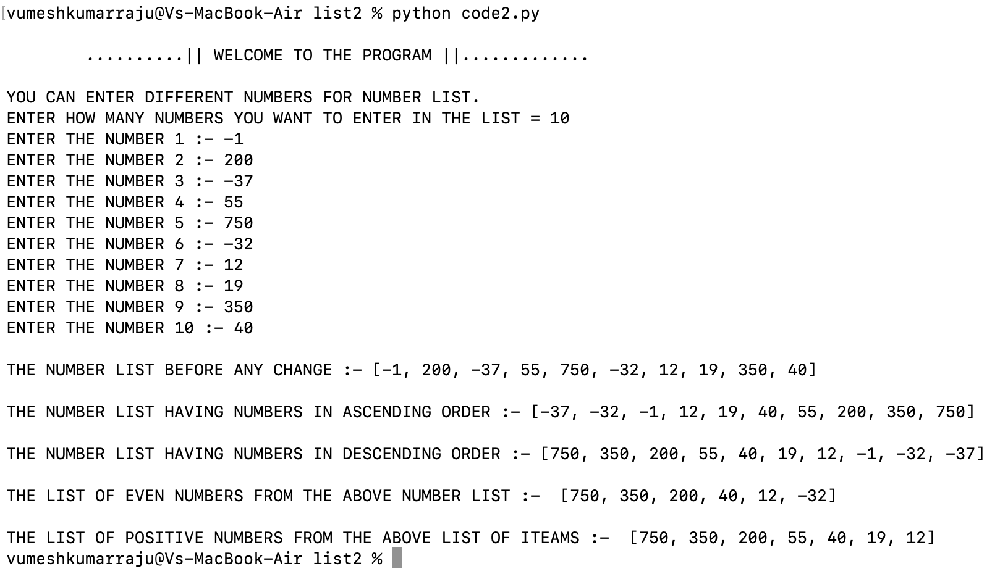 [vumeshkumarraju@Vs-MacBook-Air list2 % python code2.py
..........|| WELCOME TO THE PROGRAM ||.............
YOU CAN ENTER DIFFERENT NUMBERS FOR NUMBER LIST.
ENTER HOW MANY NUMBERS YOU WANT TO ENTER IN THE LIST = 10
ENTER THE NUMBER 1 :- -1
ENTER THE NUMBER 2 :- 200
ENTER THE NUMBER 3 :- -37
ENTER THE NUMBER 4 :- 55
ENTER THE NUMBER 5 :- 750
ENTER THE NUMBER 6 :- -32
ENTER THE NUMBER 7 :- 12
ENTER THE NUMBER 8 :- 19
ENTER THE NUMBER 9 :- 350
ENTER THE NUMBER 10 :- 40
THE NUMBER LIST BEFORE ANY CHANGE :- [-1, 200, -37, 55, 750, -32, 12, 19, 350, 40]
THE NUMBER LIST HAVING NUMBERS IN ASCENDING ORDER :- [-37, -32, -1, 12, 19, 40, 55, 200, 350, 750]
THE NUMBER LIST HAVING NUMBERS IN DESCENDING ORDER :- [750, 350, 200, 55, 40, 19, 12, -1, -32, -37]
THE LIST OF EVEN NUMBERS FROM THE ABOVE NUMBER LIST :-  [750, 350, 200, 40, 12, -32]
THE LIST OF POSITIVE NUMBERS FROM THE ABOVE LIST OF ITEAMS :-  [750, 350, 200, 55, 40, 19, 12]
vumeshkumarraju@Vs-MacBook-Air list2 %